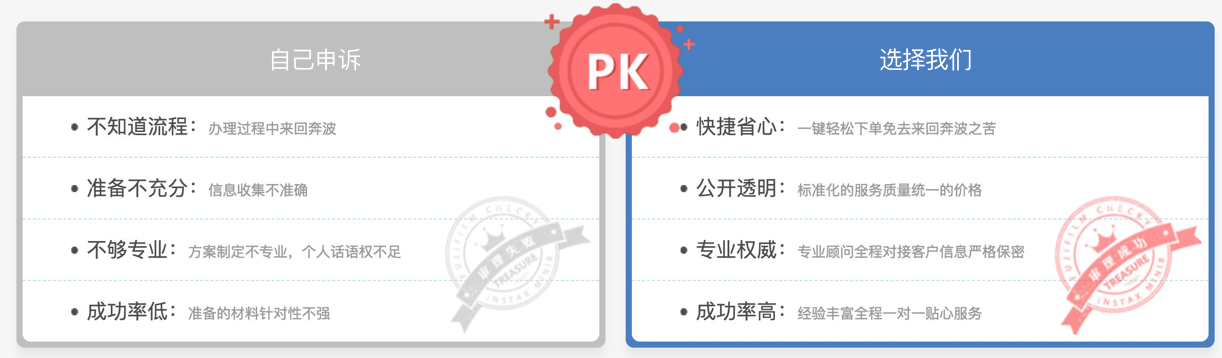 自己申诉
PK
选择我们
不知道流程：办理过程中来回奔波
准备不充分：信息收集不准确
不够专业：方案制定不专业，个人话语权不足
成功率低：准备的材料针对性不强
快捷省心：一键轻松下单免去来回奔波之苦
公开透明：标准化的服务质量统一的价格
专业权威：专业顾问全程对接客户信息严格保密
成功率高：经验丰富全程一对一贴心服务
FUJIFILM CHECKY
审理失败
TREASURE
INSTAX MINI8
FUJIFILM CHECKY
审理成功
TREASURE
INSTAX MINI8